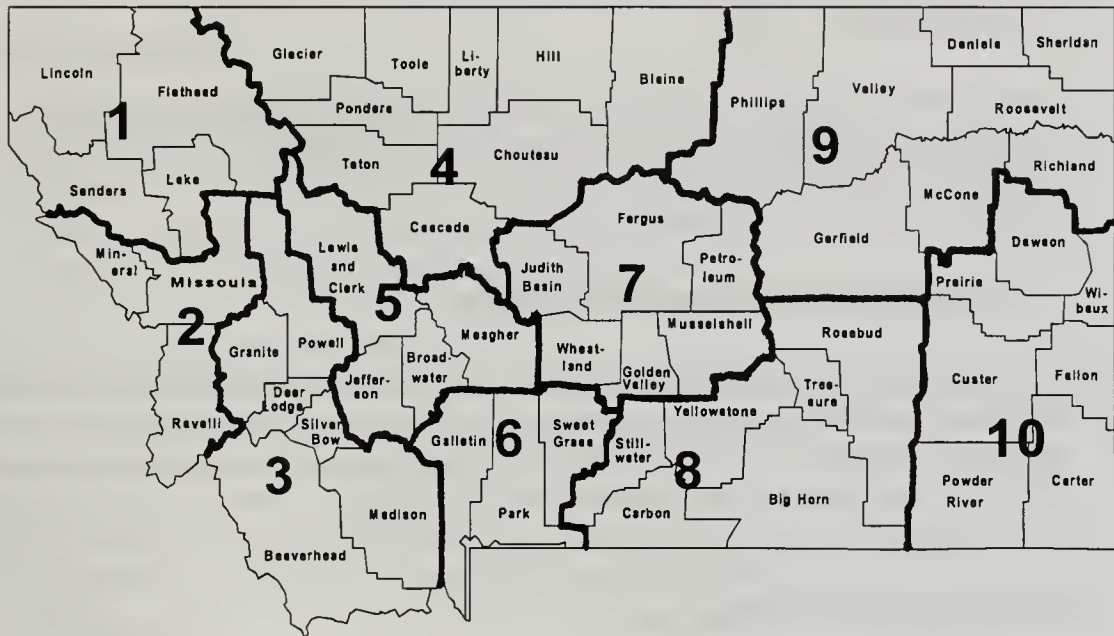 Glacier
Toole
Li-
berty
Hill
Blaine
Daniels
Sheridan
Lincoln
Flathead
Phillips
Valley
Pondera
Roosevelt
1
9
Teton
4
Chouteau
Richland
Sanders
Lake
McCone
Cascade
Fergus
Garfield
Dawson
Min-
eral
Missoula
Lewis
and
Clerk
5
Judith
Basin
7
Petro-
leum
Prairie
Wi-
baux
2
Meagher
Musselshell
Rosebud
Granite
Powell
Broad-
water
Wheat-
land
Golden
Valley
Jeffer-
son
Custer
Fallon
Deer
Lodge
Tree-
sure
Ravelli
Silver
Bow
Gallatin
6
Sweet
Grass
Yellowstone
Still-
water
8
10
3
Powder
River
Carter
Madison
Park
Carbon
Big Horn
Beaverhead